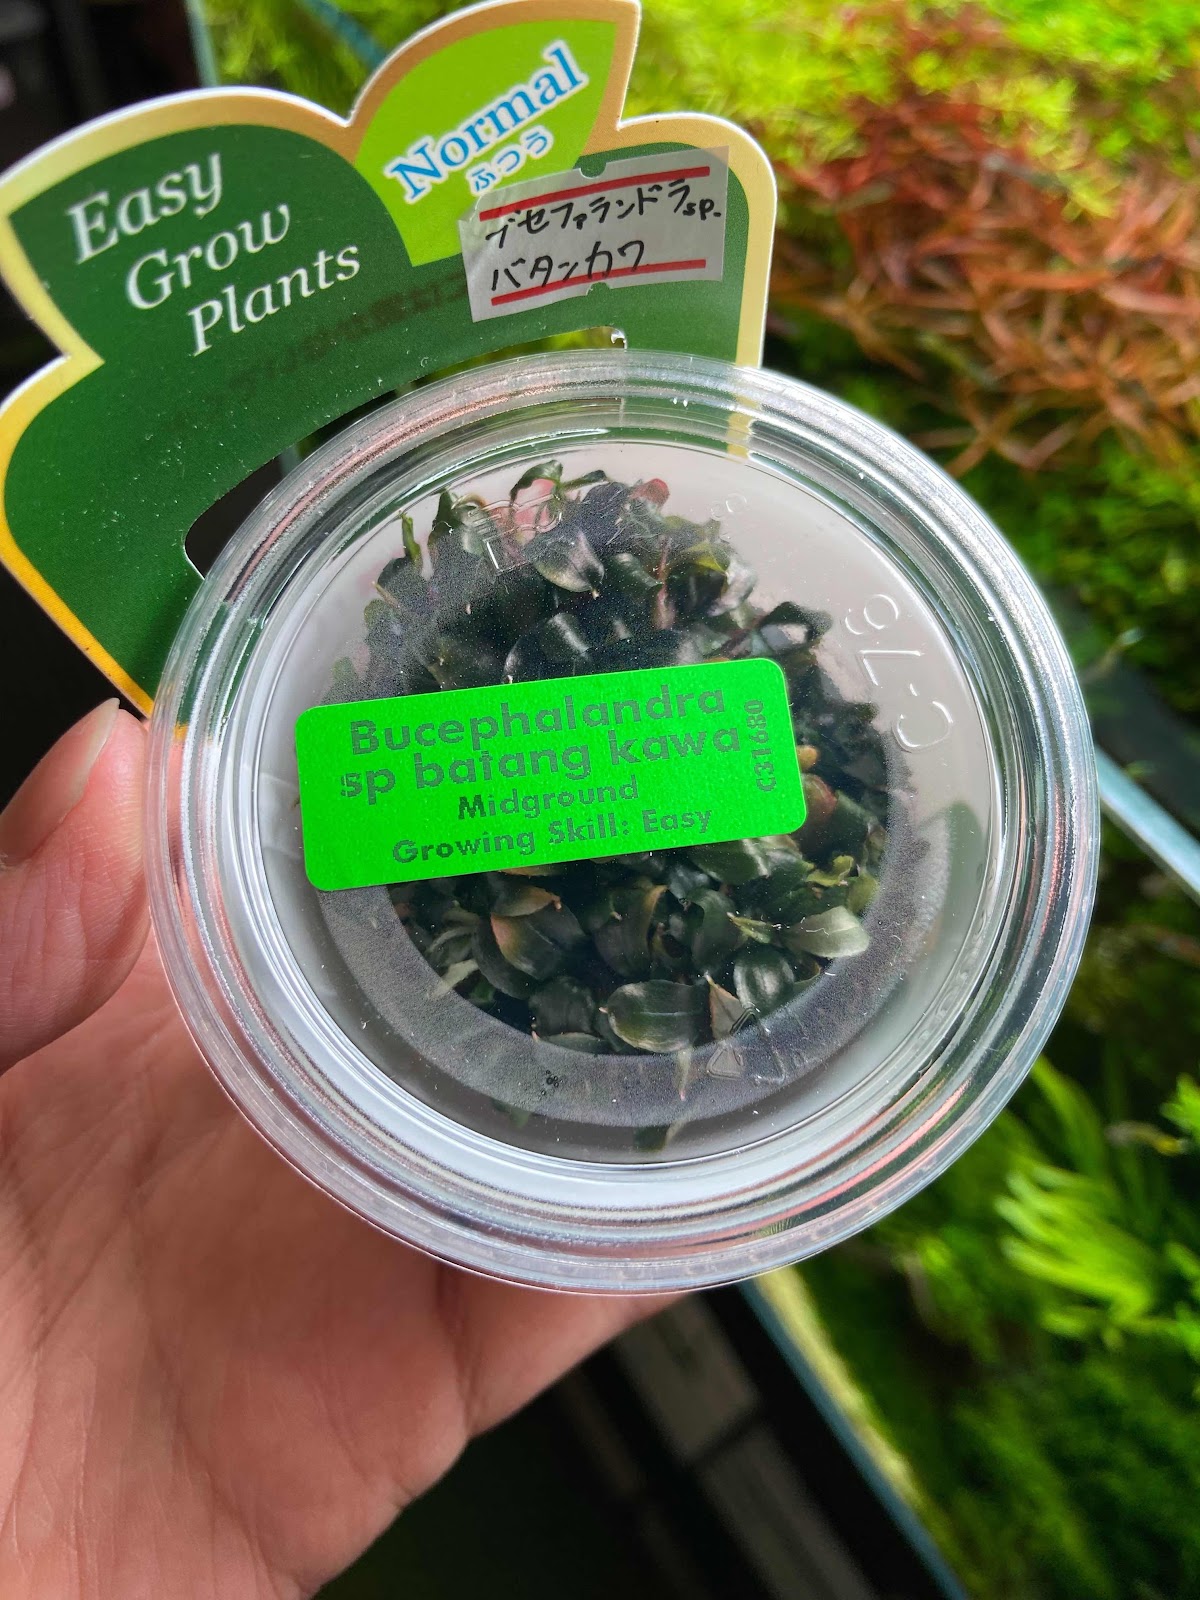 Easy
Grow
Plants
Normal
ふつう
ブセファランドラsp.
バタンカワ
Bucephalandra
sp batang kawa
Midground
Growing Skill: Easy
C31680